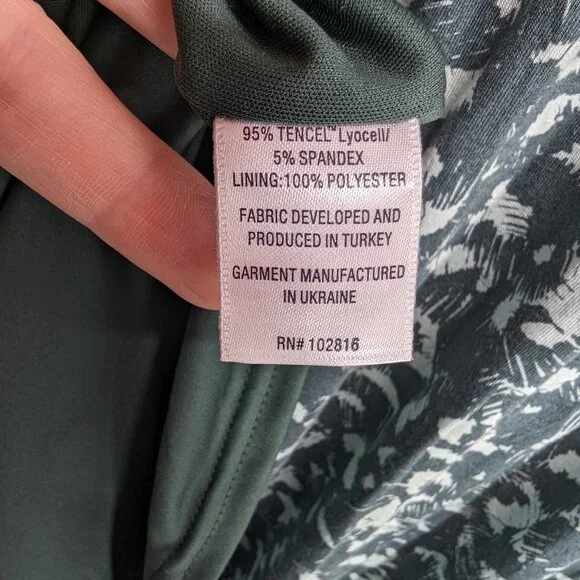 95% TENCEL™ Lyocell/
5% SPANDEX
LINING:100% POLYESTER
FABRIC DEVELOPED AND
PRODUCED IN TURKEY
GARMENT MANUFACTURED
IN UKRAINE
RN# 102816